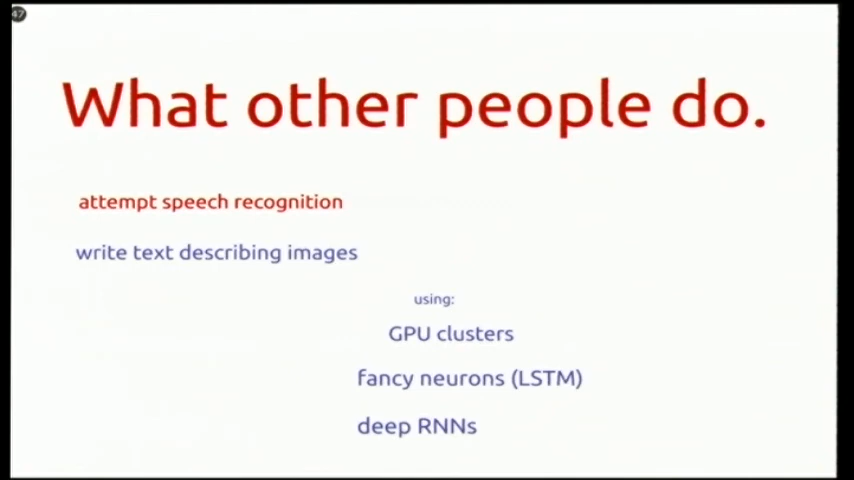 47
What other people do.
attempt speech recognition
write text describing images
using:
GPU clusters
fancy neurons (LSTM)
deep RNNs